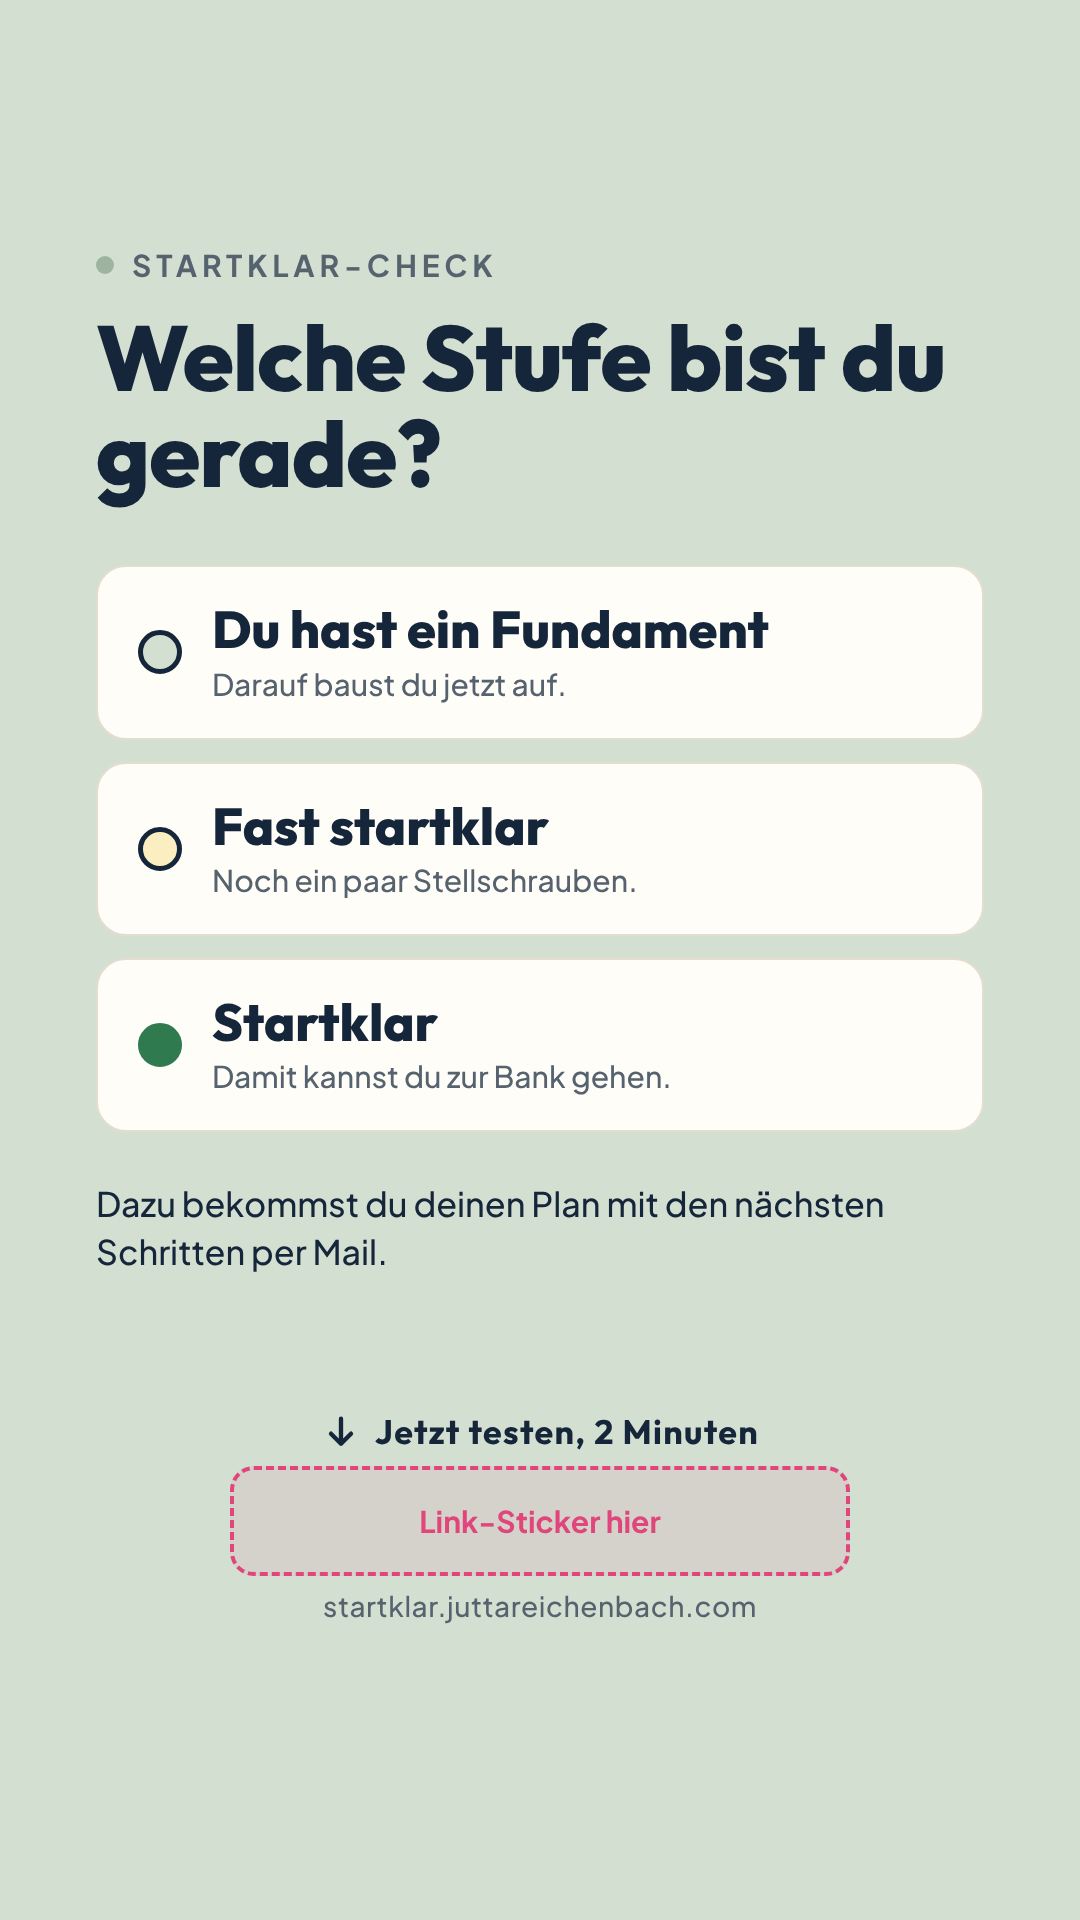 STARTKLAR-CHECK
Welche Stufe bist du
gerade?
Du hast ein Fundament
Darauf baust du jetzt auf.
Fast startklar
Noch ein paar Stellschrauben.
Startklar
Damit kannst du zur Bank gehen.
Dazu bekommst du deinen Plan mit den nächsten
Schritten per Mail.
↓ Jetzt testen, 2 Minuten
Link-Sticker hier
startklar.juttareichenbach.com